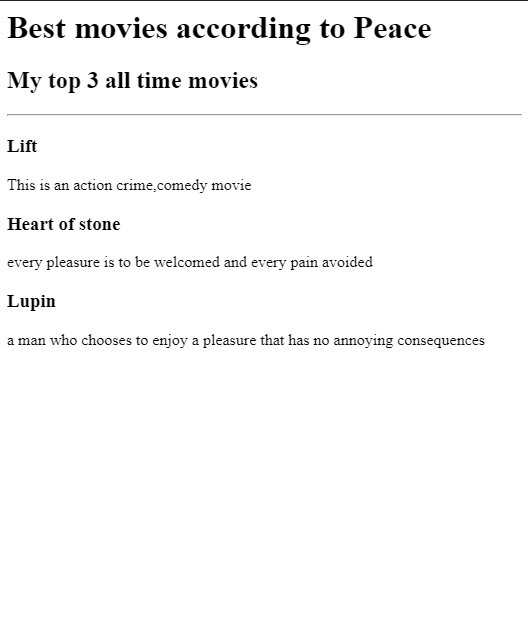 Best movies according to Peace
My top 3 all time movies
Lift
This is an action crime,comedy movie
Heart of stone
every pleasure is to be welcomed and every pain avoided
Lupin
a man who chooses to enjoy a pleasure that has no annoying consequences